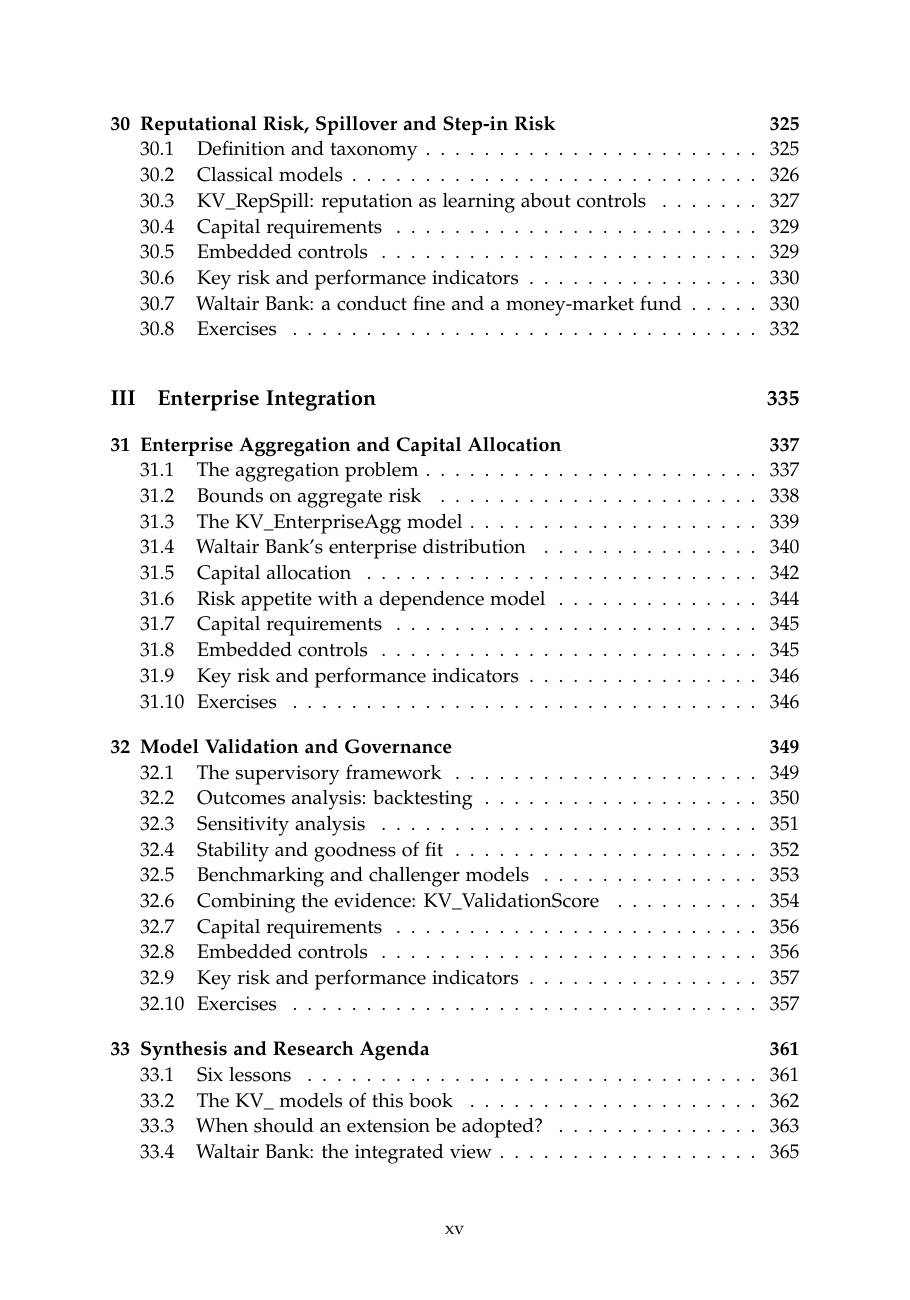 30 Reputational Risk, Spillover and Step-in Risk 325
30.1 Definition and taxonomy . . . . . . . . . . . . . . . . . . . . . . . 325
30.2 Classical models . . . . . . . . . . . . . . . . . . . . . . . . . . . . 326
30.3 KV_RepSpill: reputation as learning about controls . . . . . . . 327
30.4 Capital requirements . . . . . . . . . . . . . . . . . . . . . . . . . 329
30.5 Embedded controls . . . . . . . . . . . . . . . . . . . . . . . . . . 329
30.6 Key risk and performance indicators . . . . . . . . . . . . . . . . 330
30.7 Waltair Bank: a conduct fine and a money-market fund . . . . . 330
30.8 Exercises . . . . . . . . . . . . . . . . . . . . . . . . . . . . . . . . 332
III Enterprise Integration 335
31 Enterprise Aggregation and Capital Allocation 337
31.1 The aggregation problem . . . . . . . . . . . . . . . . . . . . . . . 337
31.2 Bounds on aggregate risk . . . . . . . . . . . . . . . . . . . . . . 338
31.3 The KV_EnterpriseAgg model . . . . . . . . . . . . . . . . . . . . 339
31.4 Waltair Bank's enterprise distribution . . . . . . . . . . . . . . . 340
31.5 Capital allocation . . . . . . . . . . . . . . . . . . . . . . . . . . . 342
31.6 Risk appetite with a dependence model . . . . . . . . . . . . . . 344
31.7 Capital requirements . . . . . . . . . . . . . . . . . . . . . . . . . 345
31.8 Embedded controls . . . . . . . . . . . . . . . . . . . . . . . . . . 345
31.9 Key risk and performance indicators . . . . . . . . . . . . . . . . 346
31.10 Exercises . . . . . . . . . . . . . . . . . . . . . . . . . . . . . . . . 346
32 Model Validation and Governance 349
32.1 The supervisory framework . . . . . . . . . . . . . . . . . . . . . 349
32.2 Outcomes analysis: backtesting . . . . . . . . . . . . . . . . . . . 350
32.3 Sensitivity analysis . . . . . . . . . . . . . . . . . . . . . . . . . . 351
32.4 Stability and goodness of fit . . . . . . . . . . . . . . . . . . . . . 352
32.5 Benchmarking and challenger models . . . . . . . . . . . . . . . 353
32.6 Combining the evidence: KV_ValidationScore . . . . . . . . . . 354
32.7 Capital requirements . . . . . . . . . . . . . . . . . . . . . . . . . 356
32.8 Embedded controls . . . . . . . . . . . . . . . . . . . . . . . . . . 356
32.9 Key risk and performance indicators . . . . . . . . . . . . . . . . 357
32.10 Exercises . . . . . . . . . . . . . . . . . . . . . . . . . . . . . . . . 357
33 Synthesis and Research Agenda 361
33.1 Six lessons . . . . . . . . . . . . . . . . . . . . . . . . . . . . . . . 361
33.2 The KV_ models of this book . . . . . . . . . . . . . . . . . . . . 362
33.3 When should an extension be adopted? . . . . . . . . . . . . . . 363
33.4 Waltair Bank: the integrated view . . . . . . . . . . . . . . . . . . 365
xv